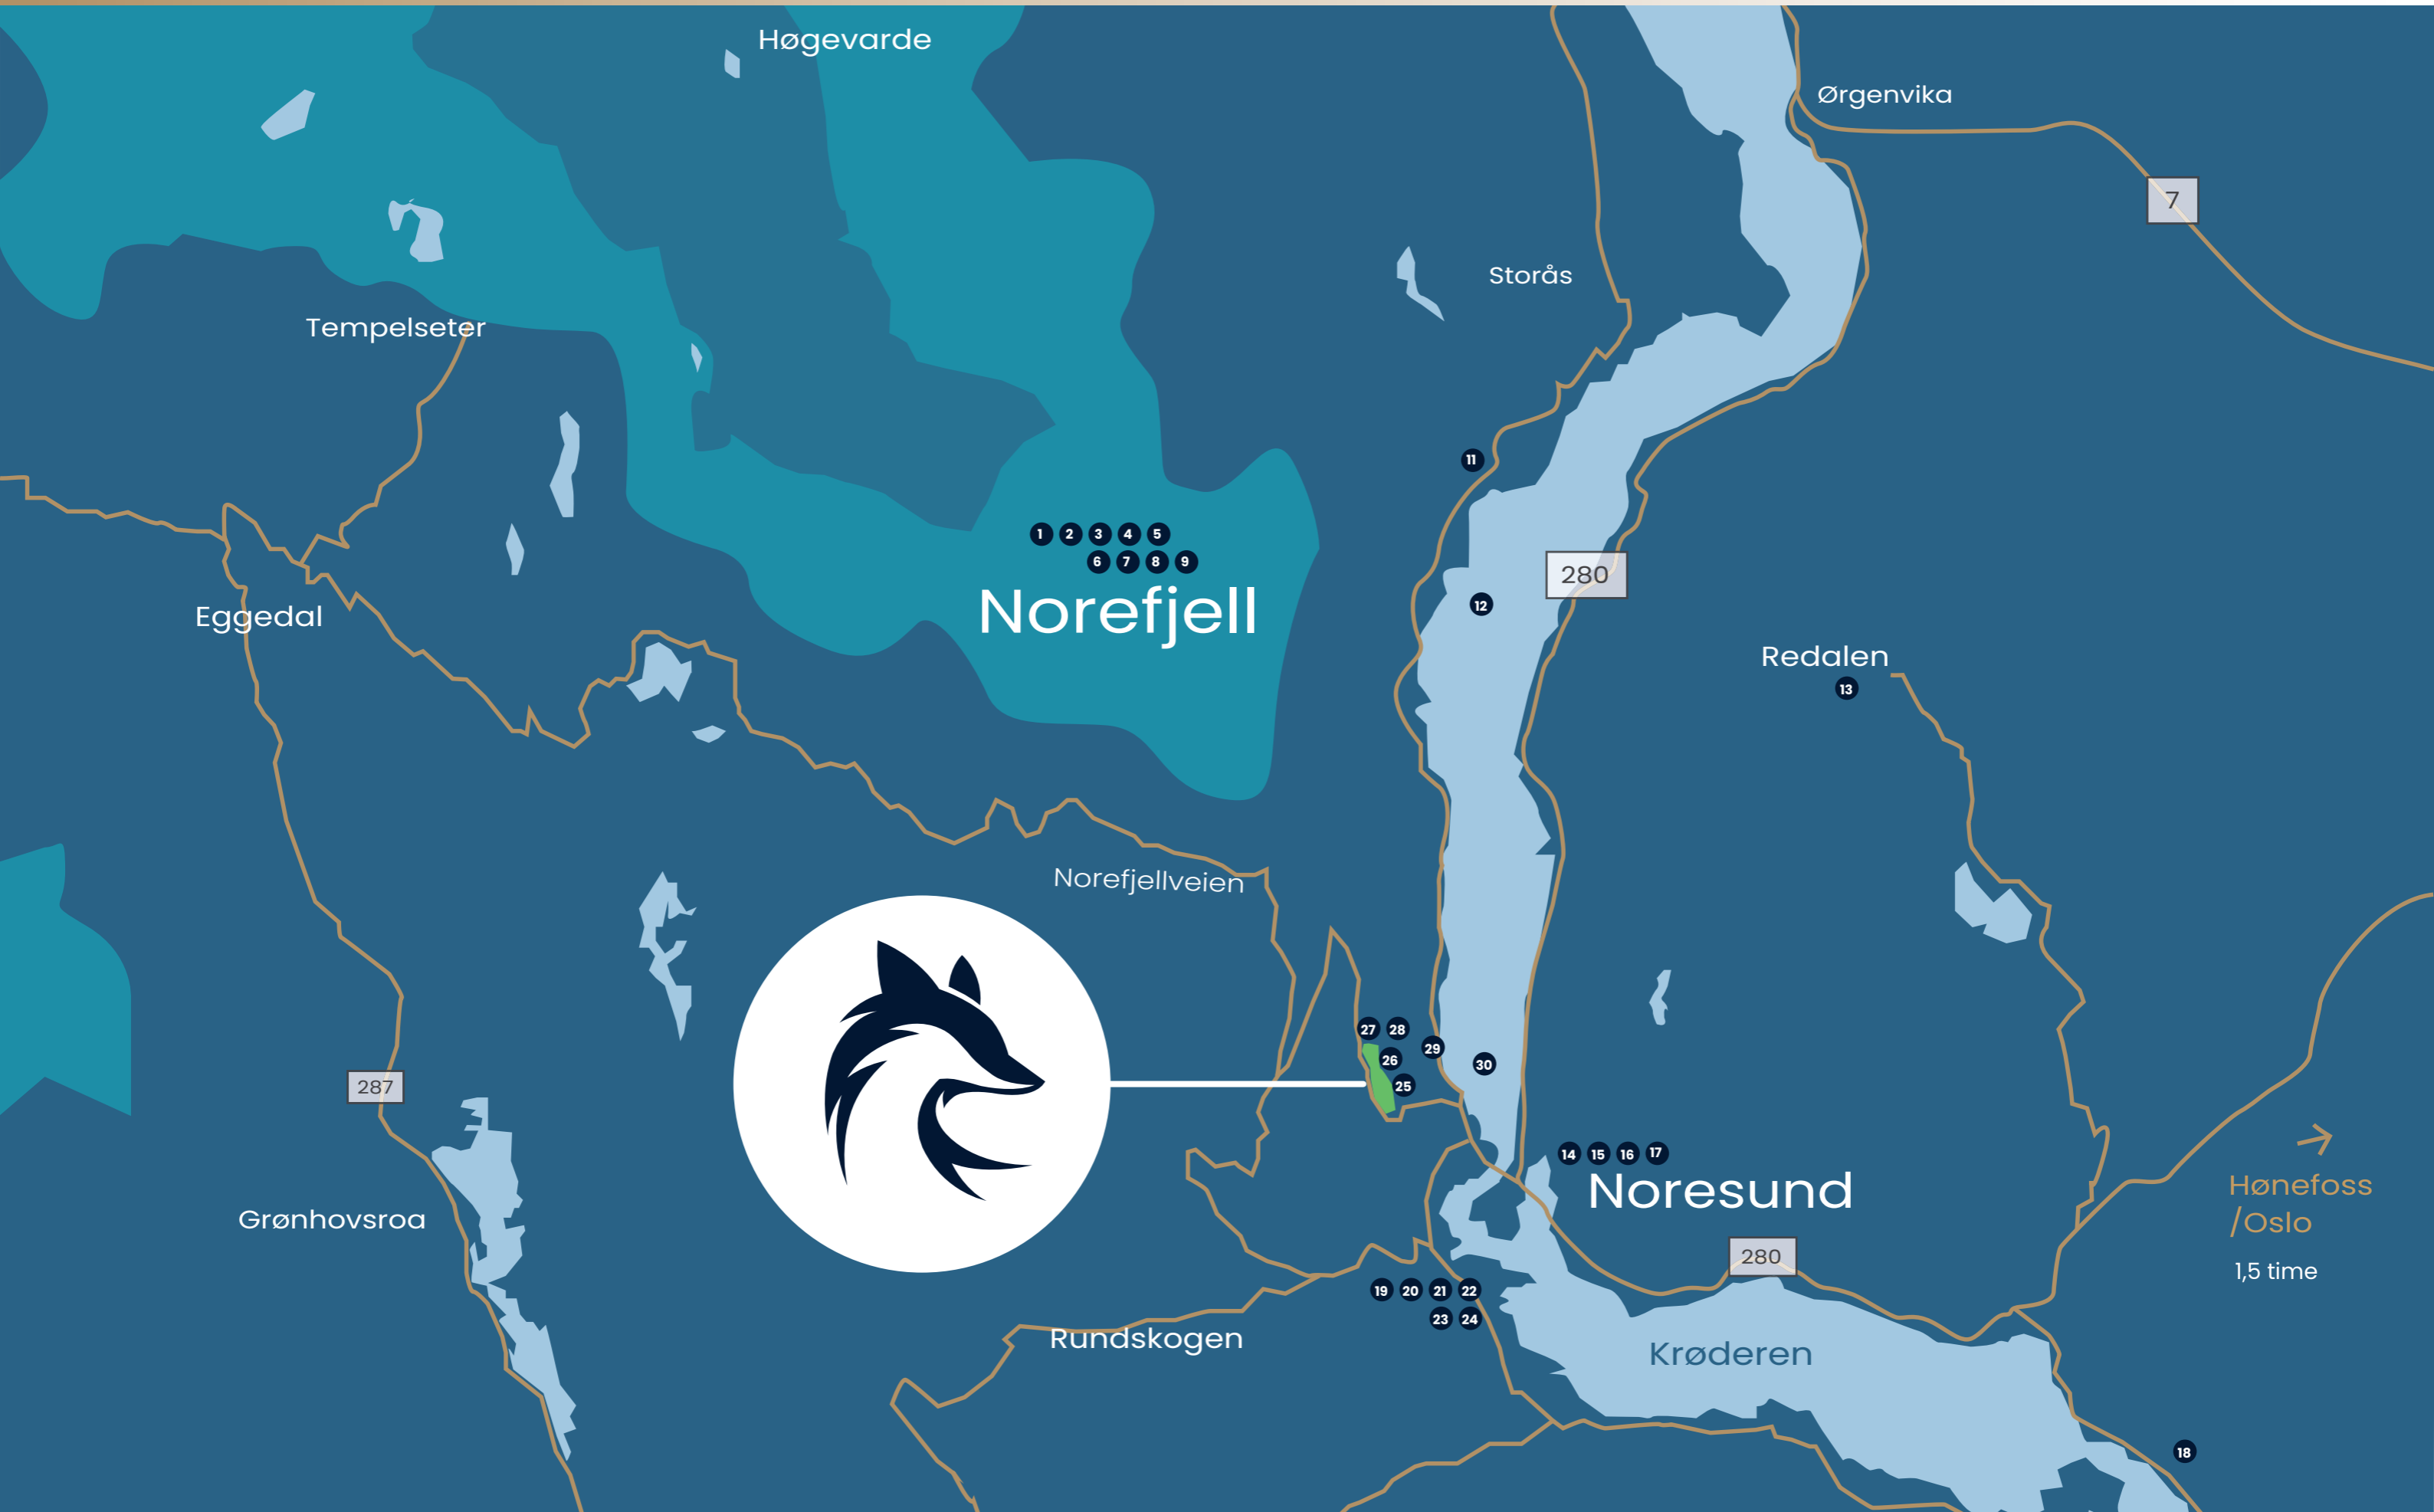 Høgevarde
Ørgenvika
7
Storås
Tempelseter
11
1 2 3 4 5
6 7 8 9
Norefjell
280
12
Eggedal
Redalen
13
Norefjellveien
27 28
29
26
30
25
287
14 15 16 17
Noresund
Hønefoss
/Oslo
1,5 time
Grønhovsroa
280
19 20 21 22
23 24
Rundskogen
Krøderen
18